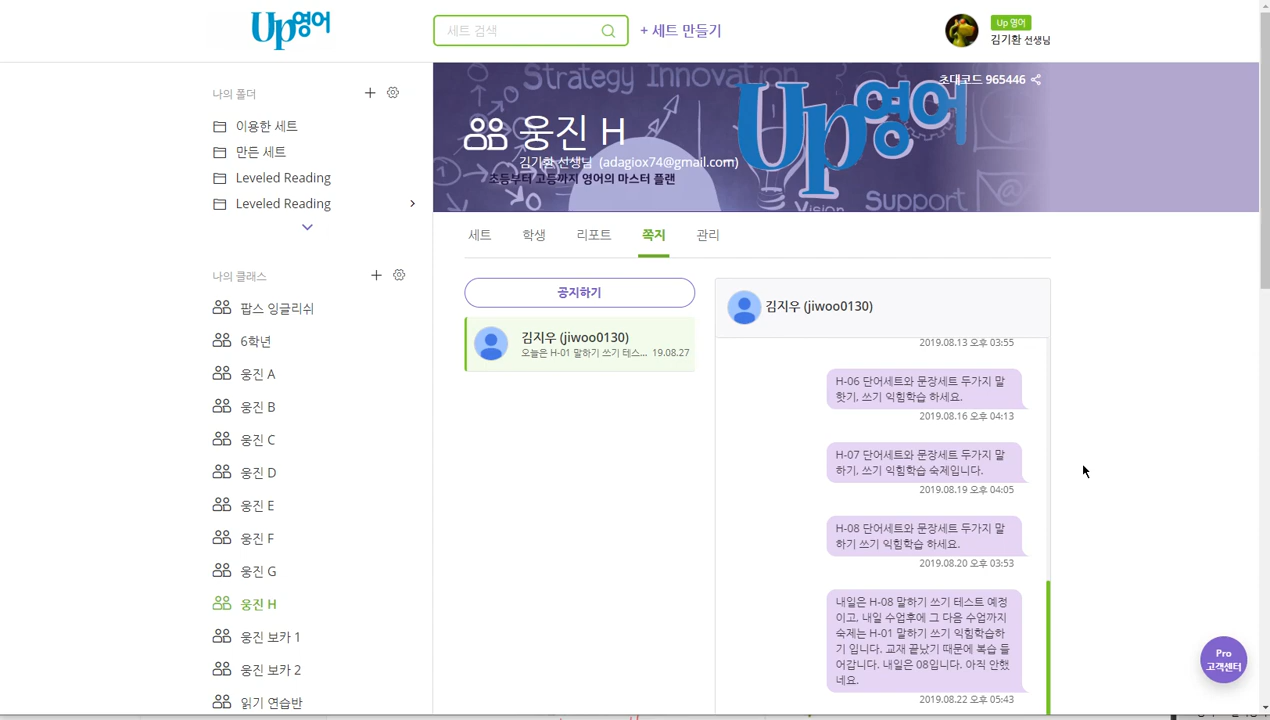 Up영어
세트 검색
+ 세트 만들기
Up 영어
김기환 선생님
나의 폴더
이용한 세트
만든 세트
Leveled Reading
Leveled Reading
나의 클래스
팝스 잉글리쉬
6학년
웅진 A
웅진 B
웅진 C
웅진 D
웅진 E
웅진 F
웅진 G
웅진 H
웅진 보카 1
웅진 보카 2
읽기 연습반
Strategy Innovation
초대코드 965446
Up영어
웅진 H
김기환 선생님 (adagiox74@gmail.com)
초등부터 고등까지 영어의 마스터 플랜
Vision
Support
세트
학생
리포트
쪽지
관리
공지하기
김지우 (jiwoo0130)
오늘은 H-01 말하기 쓰기 테스... 19.08.27
김지우 (jiwoo0130)
2019.08.13 오후 03:55
H-06 단어세트와 문장세트 두가지 말
핫기, 쓰기 익힘학습 하세요.
2019.08.16 오후 04:13
H-07 단어세트와 문장세트 두가지 말
하기, 쓰기 익힘학습 숙제입니다.
2019.08.19 오후 04:05
H-08 단어세트와 문장세트 두가지 말
하기 쓰기 익힘학습 하세요.
2019.08.20 오후 03:53
내일은 H-08 말하기 쓰기 테스트 예정
이고, 내일 수업후에 그 다음 수업까지
숙제는 H-01 말하기 쓰기 익힘학습하
기 입니다. 교재 끝났기 때문에 복습 들
어갑니다. 내일은 08입니다. 아직 안했
네요.
2019.08.22 오후 05:43
Pro
고객센터